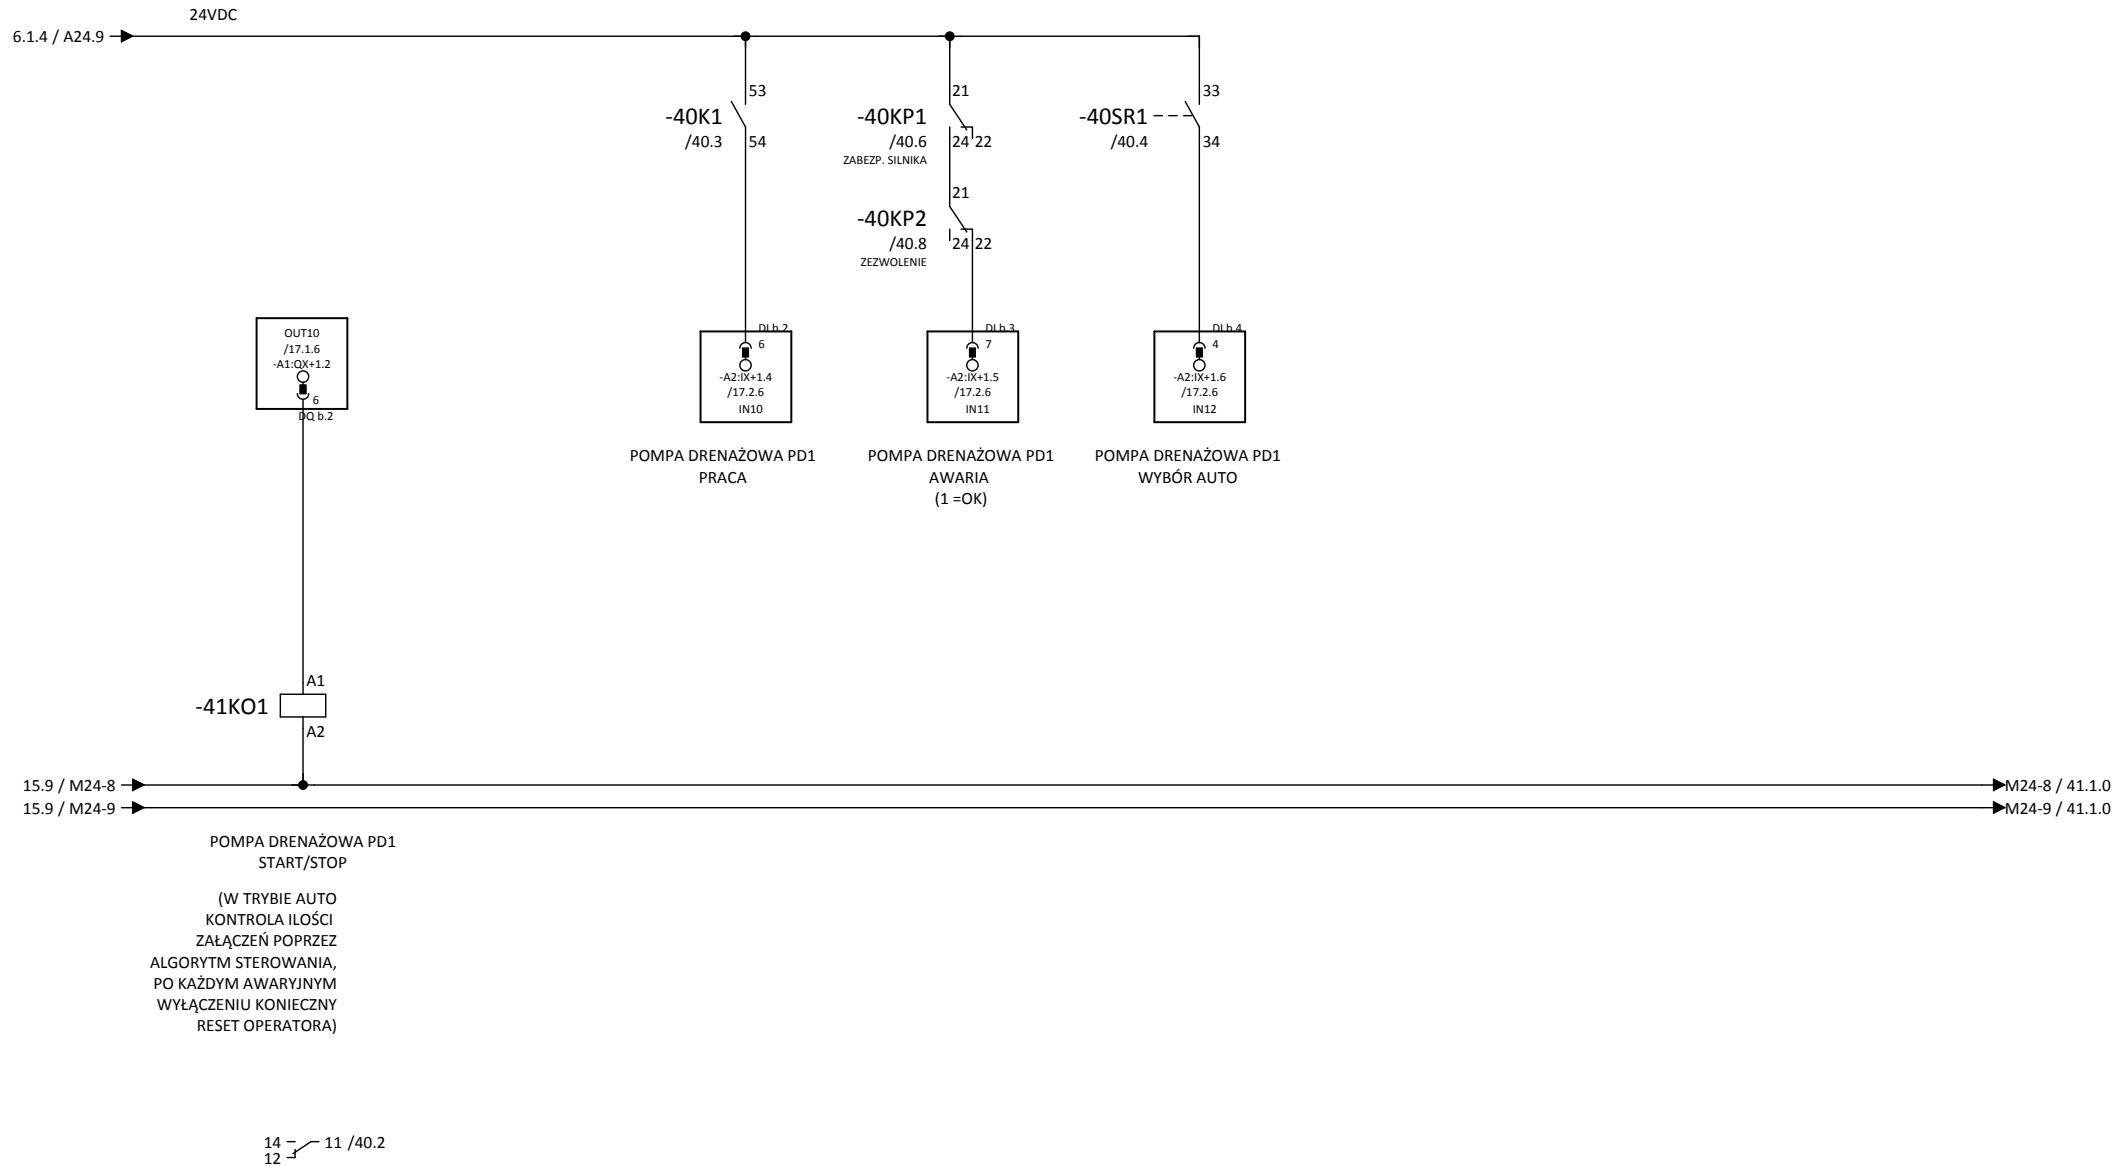 24VDC
6.1.4 / A24.9
53
-40K1
/40.3
54
21
-40KP1
/40.6
24 22
ZABEZP. SILNIKA
21
-40KP2
/40.8
24 22
ZEZWOLENIE
33
-40SR1
/40.4
34
OUT10
/17.1.6
-A1:QX+1.2
6
DQ b.2
DI b.2
6
-A2:IX+1.4
/17.2.6
IN10
DI b.3
7
-A2:IX+1.5
/17.2.6
IN11
DI b.4
4
-A2:IX+1.6
/17.2.6
IN12
POMPA DRENAŻOWA PD1
PRACA
POMPA DRENAŻOWA PD1
AWARIA
(1 =OK)
POMPA DRENAŻOWA PD1
WYBÓR AUTO
A1
-41KO1
A2
15.9 / M24-8
M24-8 / 41.1.0
15.9 / M24-9
M24-9 / 41.1.0
POMPA DRENAŻOWA PD1
START/STOP
(W TRYBIE AUTO
KONTROLA ILOŚCI
ZAŁĄCZEŃ POPRZEZ
ALGORYTM STEROWANIA,
PO KAŻDYM AWARYJNYM
WYŁĄCZENIU KONIECZNY
RESET OPERATORA)
14
11 /40.2
12